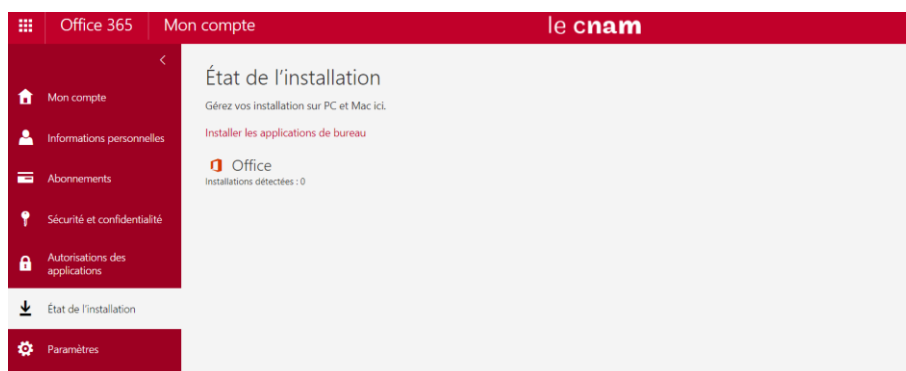 Office 365
Mon compte
le cnam
Mon compte
Informations personnelles
Abonnements
Sécurité et confidentialité
Autorisations des
applications
État de l'installation
Paramètres
État de l'installation
Gérez vos installation sur PC et Mac ici.
Installer les applications de bureau
Office
Installations détectées : 0